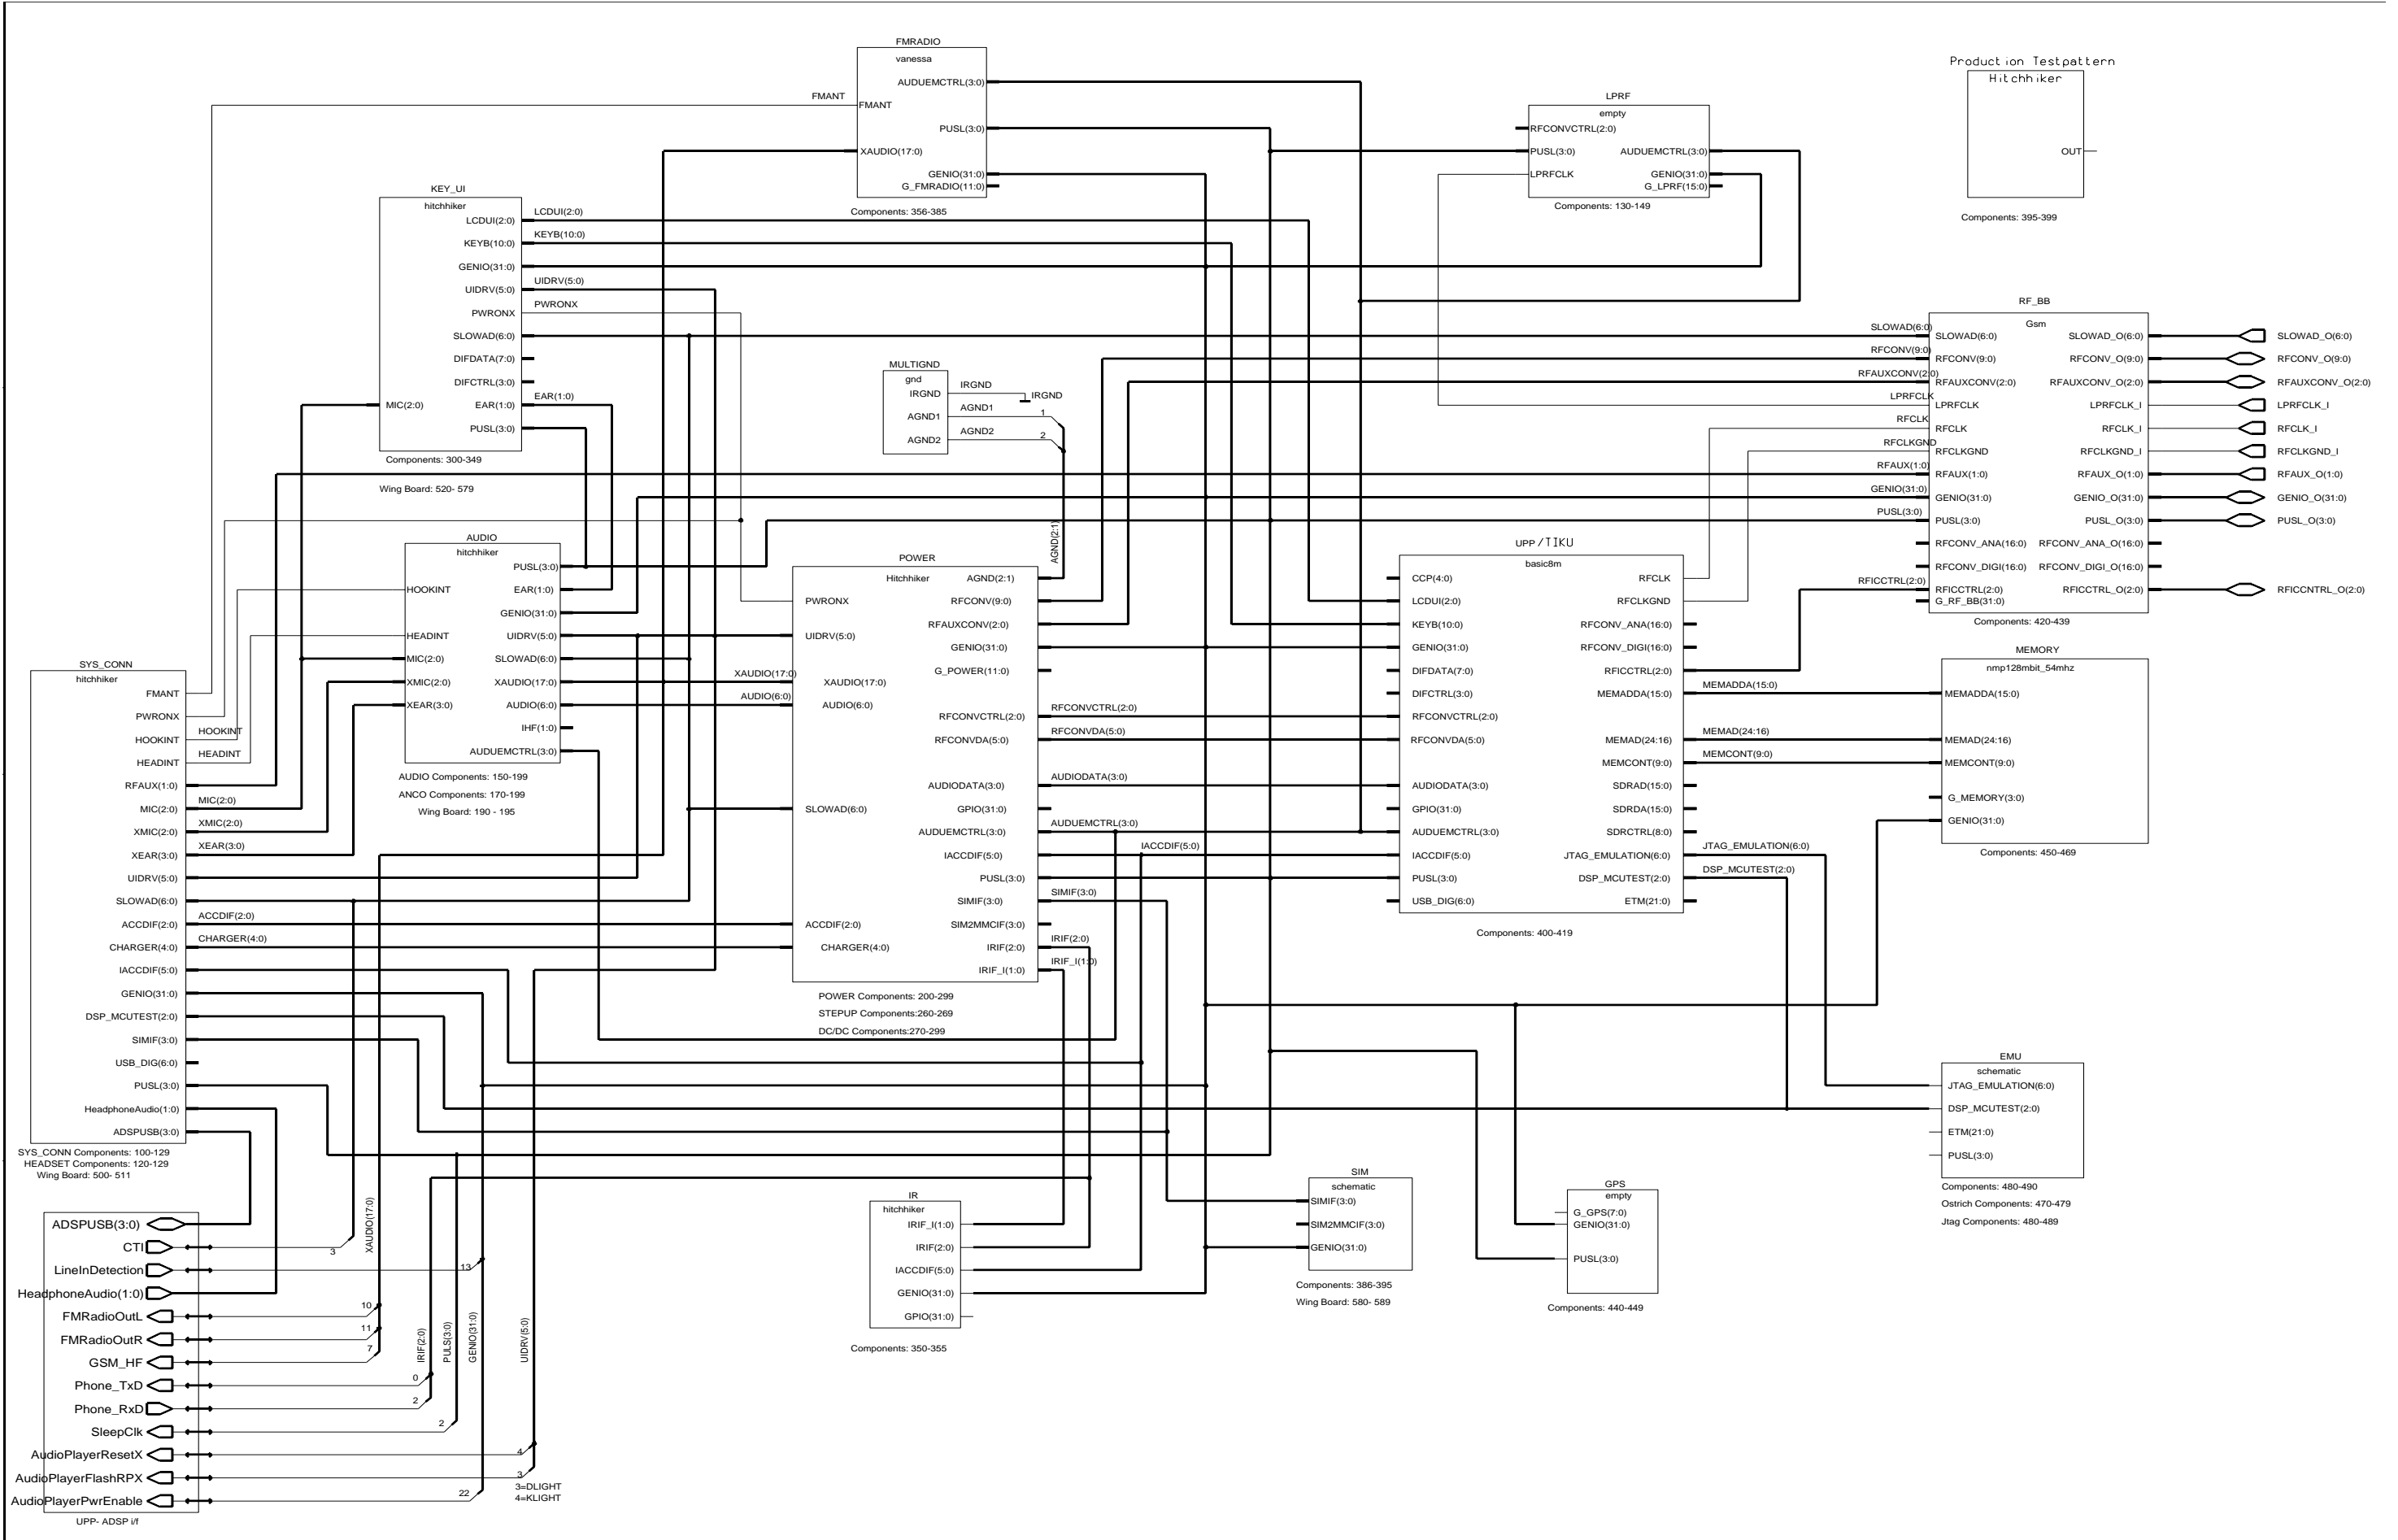 FMRADIO
vanessa
AUDUEMCTRL(3:0)
FMANT
FMANT
PUSL(3:0)
XAUDIO(17:0)
GENIO(31:0)
G_FMRADIO(11:0)
Components: 356-385
LPRF
empty
RFCONVCTRL(2:0)
PUSL(3:0)
AUDUEMCTRL(3:0)
LPRFCLK
GENIO(31:0)
G_LPRF(15:0)
Components: 130-149
Production Testpattern
Hitchhiker
OUT
Components: 395-399
KEY_UI
hitchhiker
LCDUI(2:0)
LCDUI(2:0)
KEYB(10:0)
KEYB(10:0)
GENIO(31:0)
UIDRV(5:0)
UIDRV(5:0)
PWRONX
PWRONX
SLOWAD(6:0)
DIFDATA(7:0)
DIFCTRL(3:0)
MIC(2:0)
EAR(1:0)
EAR(1:0)
PUSL(3:0)
Components: 300-349
Wing Board: 520- 579
MULTIGND
gnd
IRGND
IRGND
IRGND
AGND1
AGND1
1
AGND2
AGND2
2
AGND(2:1)
RF_BB
Gsm
SLOWAD(6:0)
SLOWAD(6:0)
SLOWAD_O(6:0)
SLOWAD_O(6:0)
RFCONV(9:0)
RFCONV(9:0)
RFCONV_O(9:0)
RFCONV_O(9:0)
RFAUXCONV(2:0)
RFAUXCONV(2:0)
RFAUXCONV_O(2:0)
RFAUXCONV_O(2:0)
LPRFCLK
LPRFCLK
LPRFCLK_I
LPRFCLK_I
RFCLK
RFCLK
RFCLK_I
RFCLK_I
RFCLKGND
RFCLKGND
RFCLKGND_I
RFCLKGND_I
RFAUX(1:0)
RFAUX(1:0)
RFAUX_O(1:0)
RFAUX_O(1:0)
GENIO(31:0)
GENIO(31:0)
GENIO_O(31:0)
GENIO_O(31:0)
PUSL(3:0)
PUSL(3:0)
PUSL_O(3:0)
PUSL_O(3:0)
RFCONV_ANA(16:0)
RFCONV_ANA_O(16:0)
RFCONV_DIGI(16:0)
RFCONV_DIGI_O(16:0)
RFICCTRL(2:0)
RFICCTRL(2:0)
RFICCTRL_O(2:0)
RFICCNTRL_O(2:0)
G_RF_BB(31:0)
Components: 420-439
AUDIO
hitchhiker
PUSL(3:0)
HOOKINT
EAR(1:0)
GENIO(31:0)
HEADINT
UIDRV(5:0)
MIC(2:0)
SLOWAD(6:0)
XMIC(2:0)
XAUDIO(17:0)
XEAR(3:0)
AUDIO(6:0)
IHF(1:0)
AUDUEMCTRL(3:0)
AUDIO Components: 150-199
ANCO Components: 170-199
Wing Board: 190 - 195
POWER
Hitchhiker
AGND(2:1)
PWRONX
RFCONV(9:0)
RFAUXCONV(2:0)
UIDRV(5:0)
GENIO(31:0)
G_POWER(11:0)
XAUDIO(17:0)
XAUDIO(17:0)
AUDIO(6:0)
AUDIO(6:0)
RFCONVCTRL(2:0)
RFCONVCTRL(2:0)
RFCONVDA(5:0)
RFCONVDA(5:0)
AUDIODATA(3:0)
AUDIODATA(3:0)
SLOWAD(6:0)
GPIO(31:0)
AUDUEMCTRL(3:0)
AUDUEMCTRL(3:0)
IACCDIF(5:0)
IACCDIF(5:0)
PUSL(3:0)
SIMIF(3:0)
SIMIF(3:0)
ACCDIF(2:0)
SIM2MMCIF(3:0)
CHARGER(4:0)
IRIF(2:0)
IRIF(2:0)
IRIF_I(1:0)
IRIF_I(1:0)
POWER Components: 200-299
STEPUP Components:260-269
DC/DC Components:270-299
UPP /TIKU
basic8m
CCP(4:0)
RFCLK
LCDUI(2:0)
RFCLKGND
KEYB(10:0)
RFCONV_ANA(16:0)
GENIO(31:0)
RFCONV_DIGI(16:0)
DIFDATA(7:0)
RFICCTRL(2:0)
DIFCTRL(3:0)
MEMADDA(15:0)
MEMADDA(15:0)
RFCONVCTRL(2:0)
RFCONVDA(5:0)
MEMAD(24:16)
MEMAD(24:16)
MEMCONT(9:0)
MEMCONT(9:0)
AUDIODATA(3:0)
SDRAD(15:0)
GPIO(31:0)
SDRDA(15:0)
AUDUEMCTRL(3:0)
SDRCTRL(8:0)
IACCDIF(5:0)
JTAG_EMULATION(6:0)
JTAG_EMULATION(6:0)
PUSL(3:0)
DSP_MCUTEST(2:0)
DSP_MCUTEST(2:0)
USB_DIG(6:0)
ETM(21:0)
Components: 400-419
MEMORY
nmp128mbit_54mhz
MEMADDA(15:0)
MEMAD(24:16)
MEMCONT(9:0)
G_MEMORY(3:0)
GENIO(31:0)
Components: 450-469
SYS_CONN
hitchhiker
FMANT
PWRONX
HOOKINT
HOOKINT
HEADINT
HEADINT
RFAUX(1:0)
MIC(2:0)
MIC(2:0)
XMIC(2:0)
XMIC(2:0)
XEAR(3:0)
XEAR(3:0)
UIDRV(5:0)
SLOWAD(6:0)
ACCDIF(2:0)
ACCDIF(2:0)
CHARGER(4:0)
CHARGER(4:0)
IACCDIF(5:0)
GENIO(31:0)
DSP_MCUTEST(2:0)
SIMIF(3:0)
USB_DIG(6:0)
PUSL(3:0)
HeadphoneAudio(1:0)
ADSPUSB(3:0)
SYS_CONN Components: 100-129
HEADSET Components: 120-129
Wing Board: 500- 511
EMU
schematic
JTAG_EMULATION(6:0)
DSP_MCUTEST(2:0)
ETM(21:0)
PUSL(3:0)
Components: 480-490
Ostrich Components: 470-479
Jtag Components: 480-489
IR
hitchhiker
IRIF_I(1:0)
IRIF(2:0)
IACCDIF(5:0)
GENIO(31:0)
GPIO(31:0)
Components: 350-355
SIM
schematic
SIMIF(3:0)
SIM2MMCIF(3:0)
GENIO(31:0)
Components: 386-395
Wing Board: 580- 589
GPS
empty
G_GPS(7:0)
GENIO(31:0)
PUSL(3:0)
Components: 440-449
ADSPUSB(3:0)
CTI
3
LineInDetection
13
HeadphoneAudio(1:0)
FMRadioOutL
10
FMRadioOutR
11
GSM_HF
7
Phone_TxD
0
Phone_RxD
2
SleepClk
2
AudioPlayerResetX
4
AudioPlayerFlashRPX
3
AudioPlayerPwrEnable
22
XAUDIO(17:0)
IRIF(2:0)
PULS(3:0)
GENIO(31:0)
UIDRV(5:0)
3=DLIGHT
4=KLIGHT
UPP- ADSP i/f